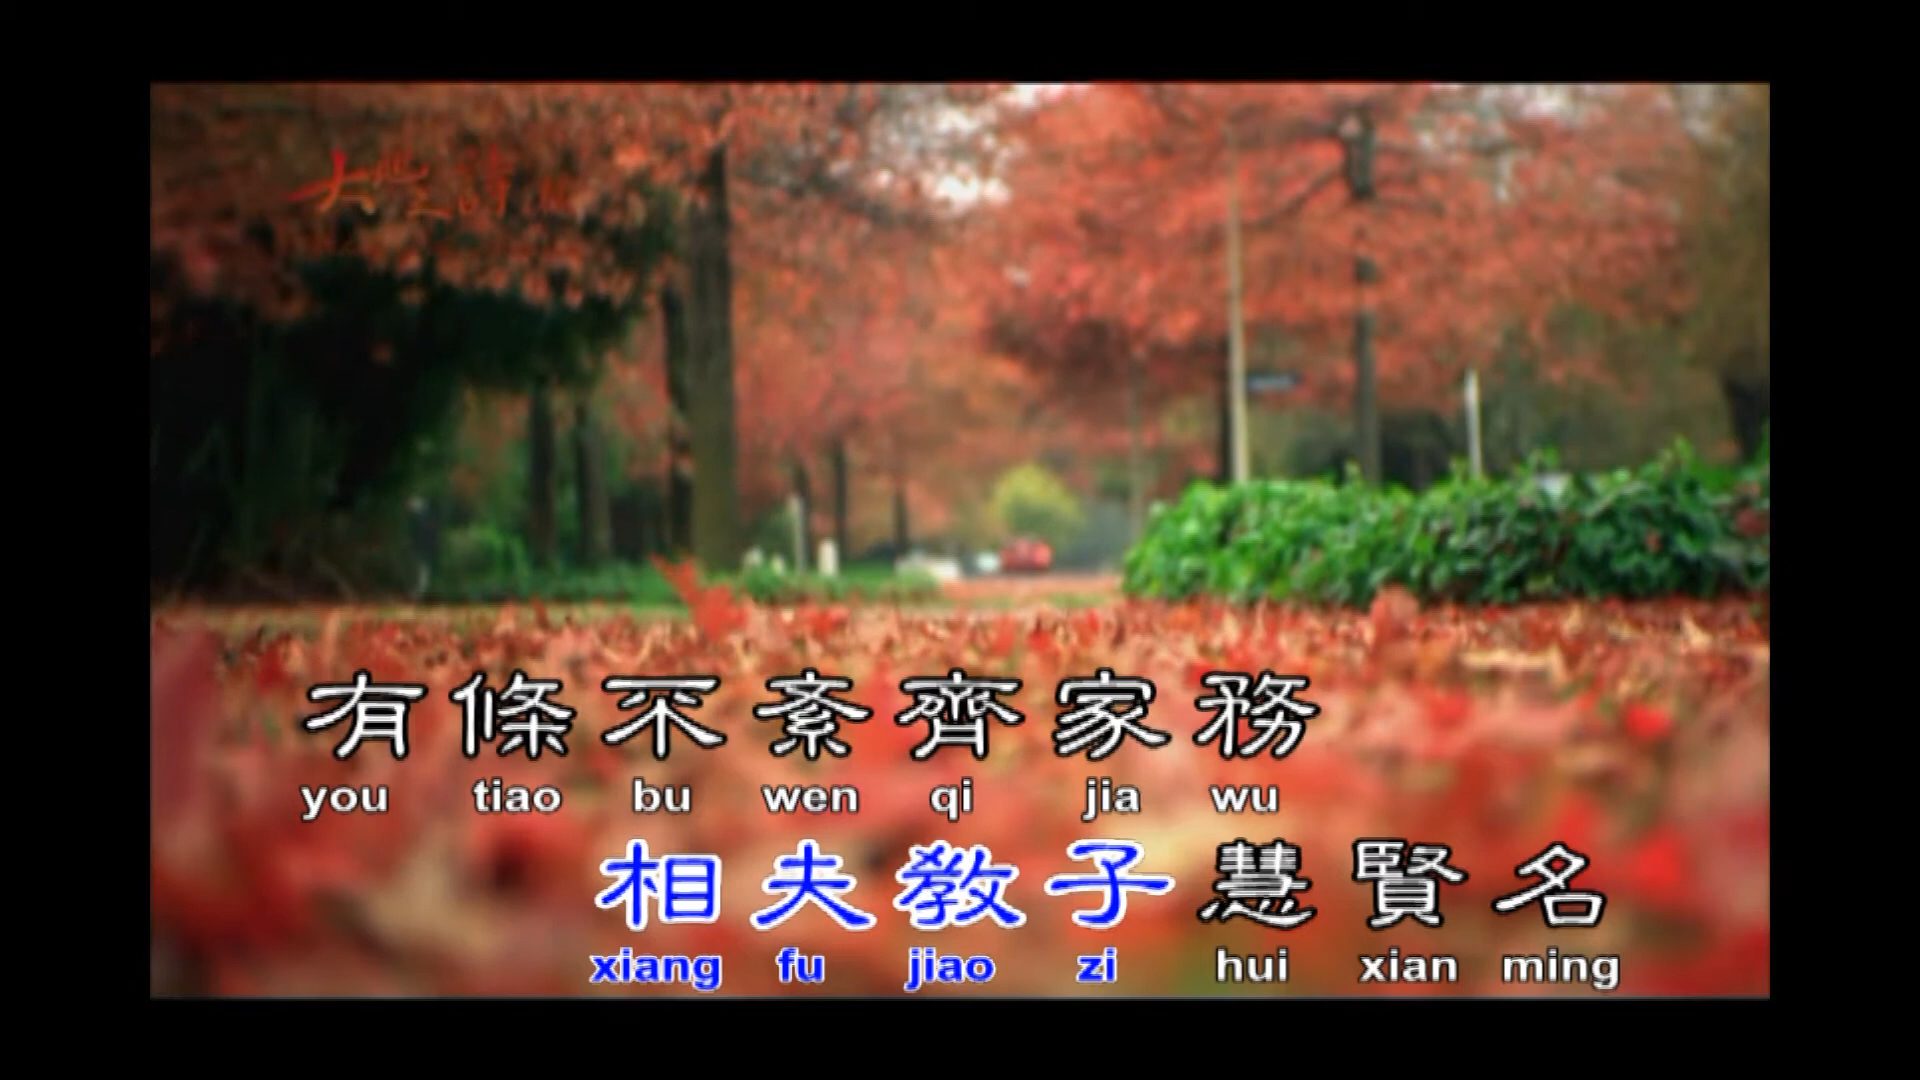 有條不紊齊家務
you tiao bu wen qi jia wu
相夫教子慧賢名
xiang fu jiao zi hui xian ming